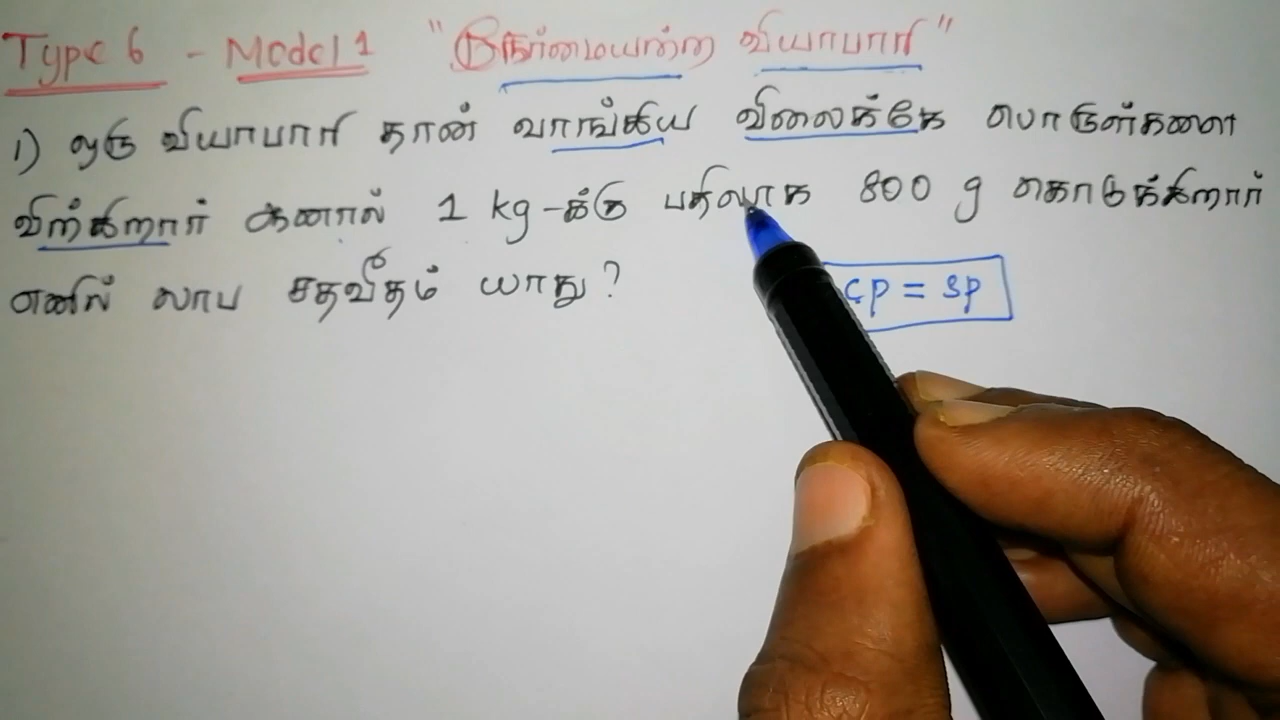 Type 6 - Model 1 "நேர்மையற்ற வியாபாரி"
1) ஒரு வியாபாரி தான் வாங்கிய விலைக்கே பொருள்களை
விற்கிறார் ஆனால் 1 kg-க்கு பதிலாக 800 g கொடுக்கிறார்
எனில் லாப சதவீதம் யாது?
CP = SP